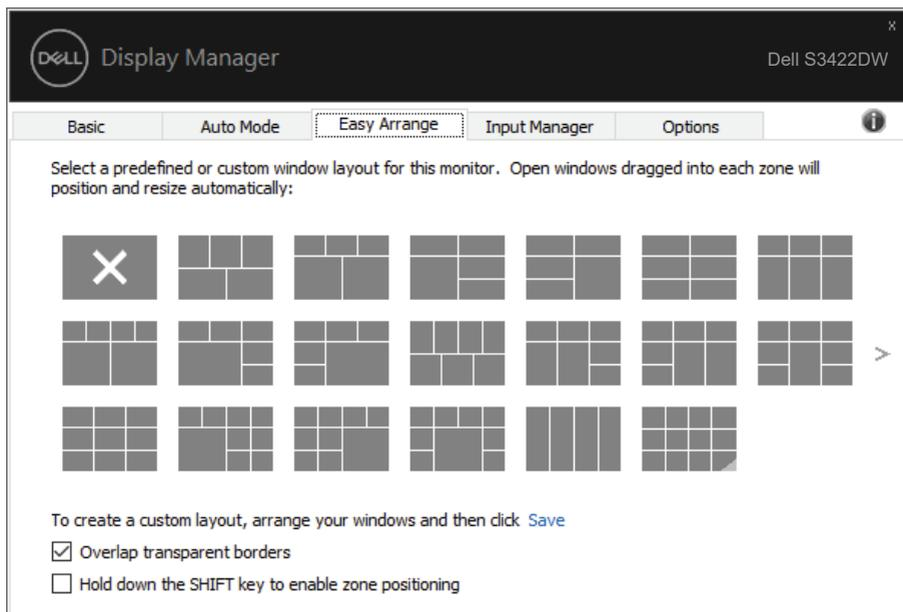 x
DELL Display Manager
Dell S3422DW
Basic Auto Mode Easy Arrange Input Manager Options
Select a predefined or custom window layout for this monitor. Open windows dragged into each zone will
position and resize automatically:
>
To create a custom layout, arrange your windows and then click Save
Overlap transparent borders
Hold down the SHIFT key to enable zone positioning